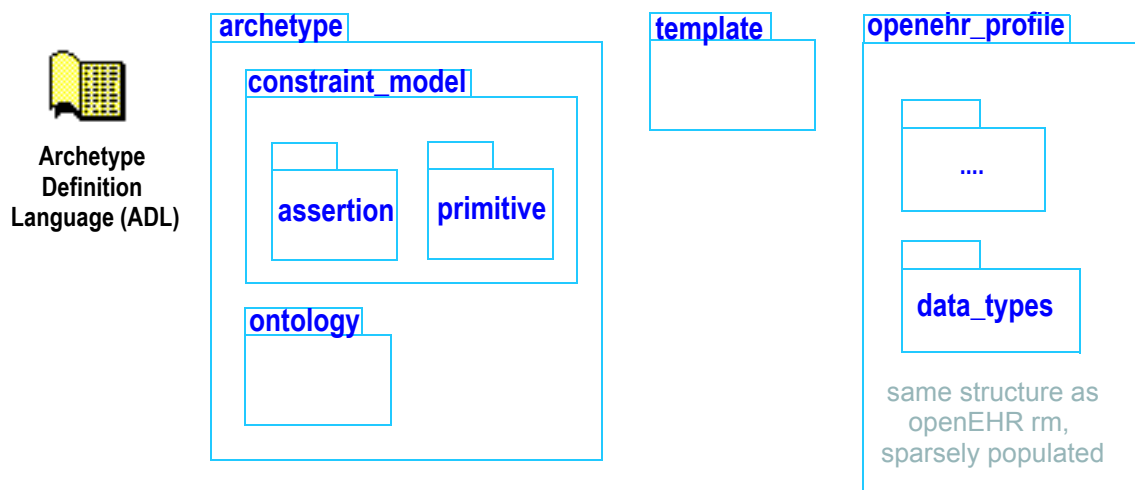 archetype
template
openehr_profile
constraint_model
Archetype
Definition
Language (ADL)
assertion
primitive
ontology
....
data_types
same structure as
openEHR rm,
sparsely populated